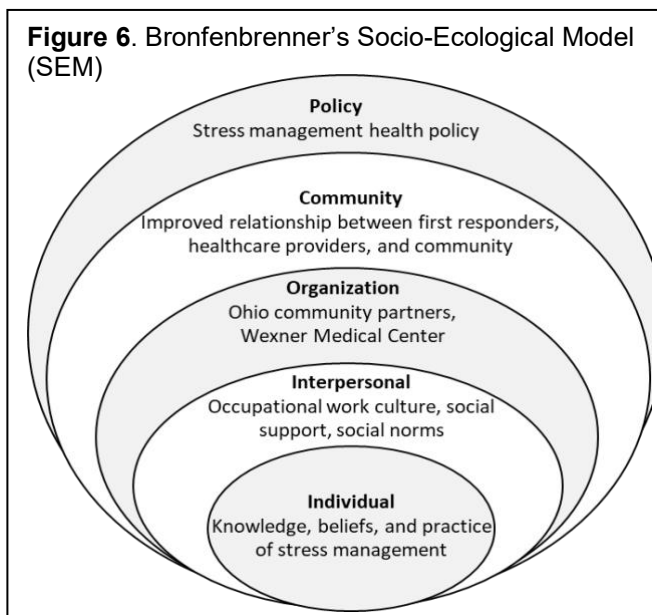 Figure 6. Bronfenbrenner’s Socio-Ecological Model
(SEM)
Policy
Stress management health policy
Community
Improved relationship between first responders,
healthcare providers, and community
Organization
Ohio community partners,
Wexner Medical Center
Interpersonal
Occupational work culture, social
support, social norms
Individual
Knowledge, beliefs, and practice
of stress management